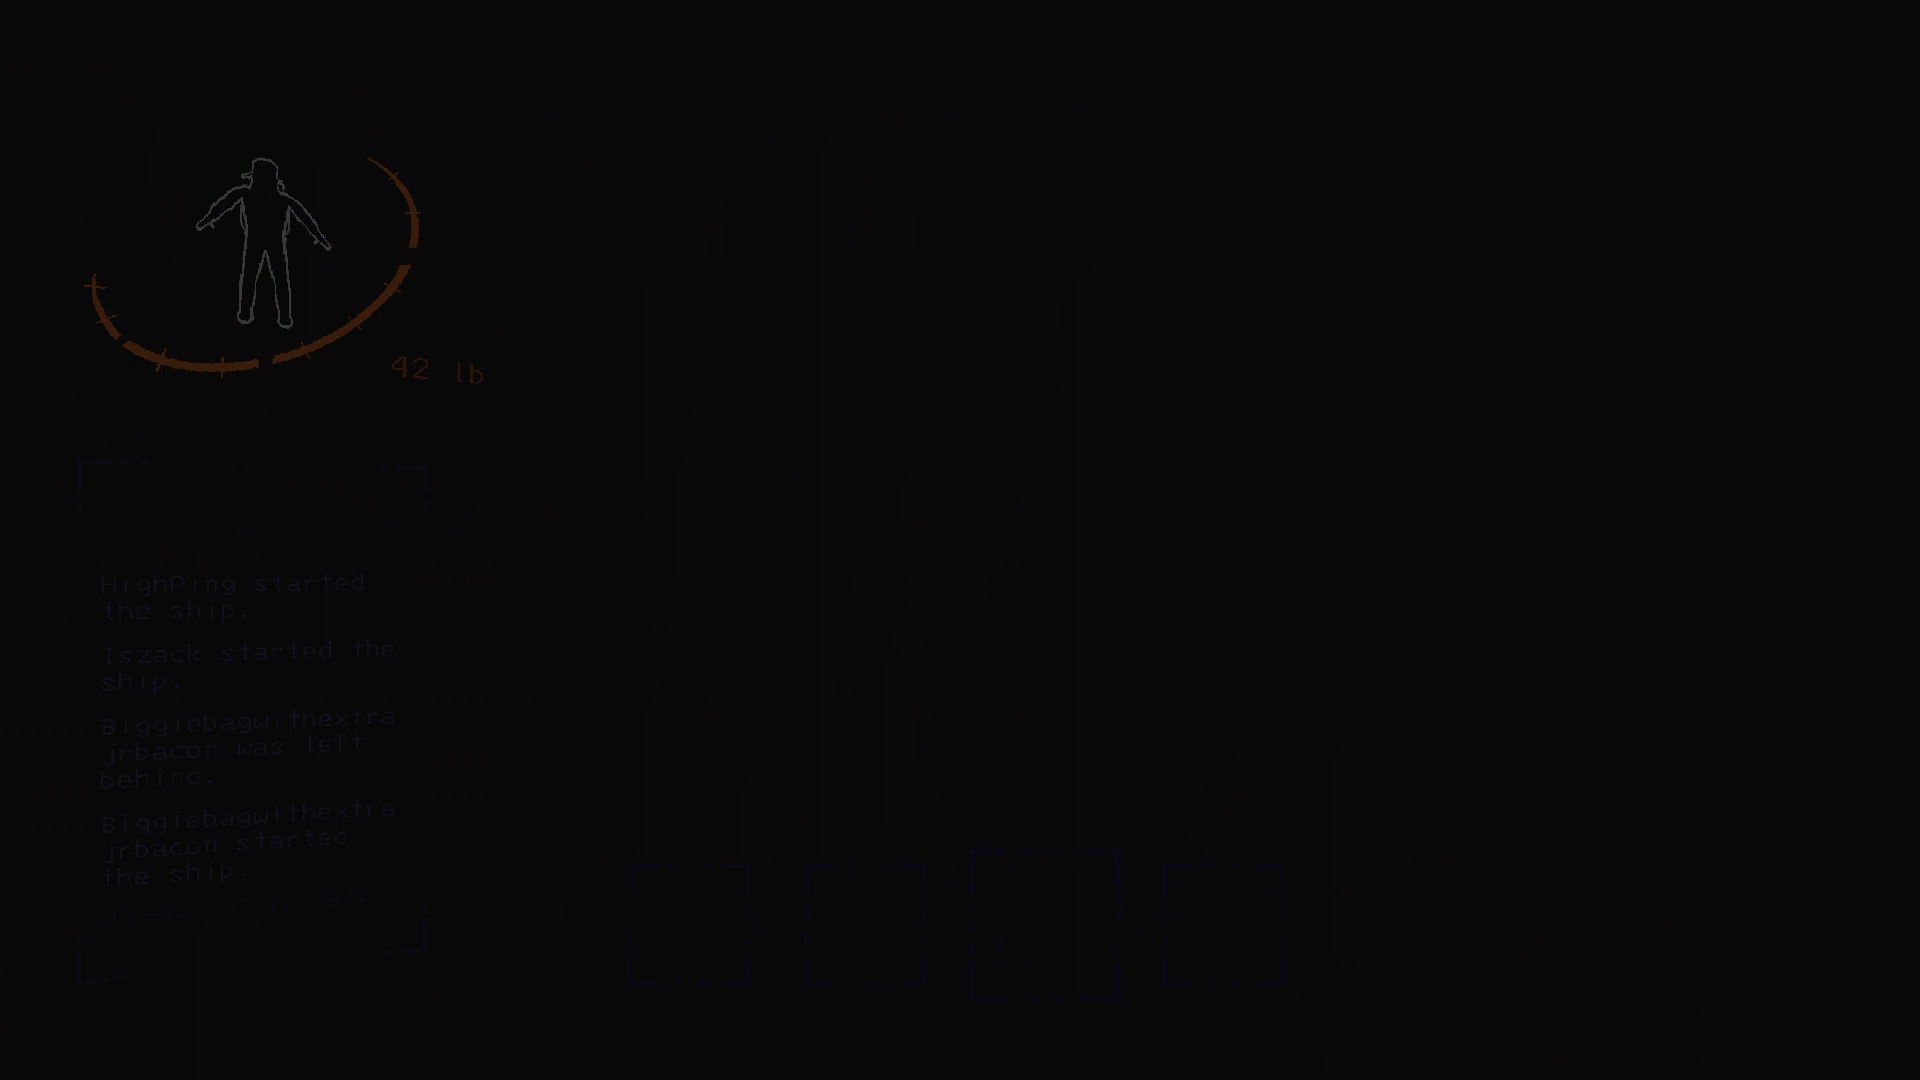 42 lb
HighPing started
the ship.
Iszack started the
ship.
Biggiebagwithextra
jrbacon was left
behind.
Biggiebagwithextra
jrbacon started
the ship.